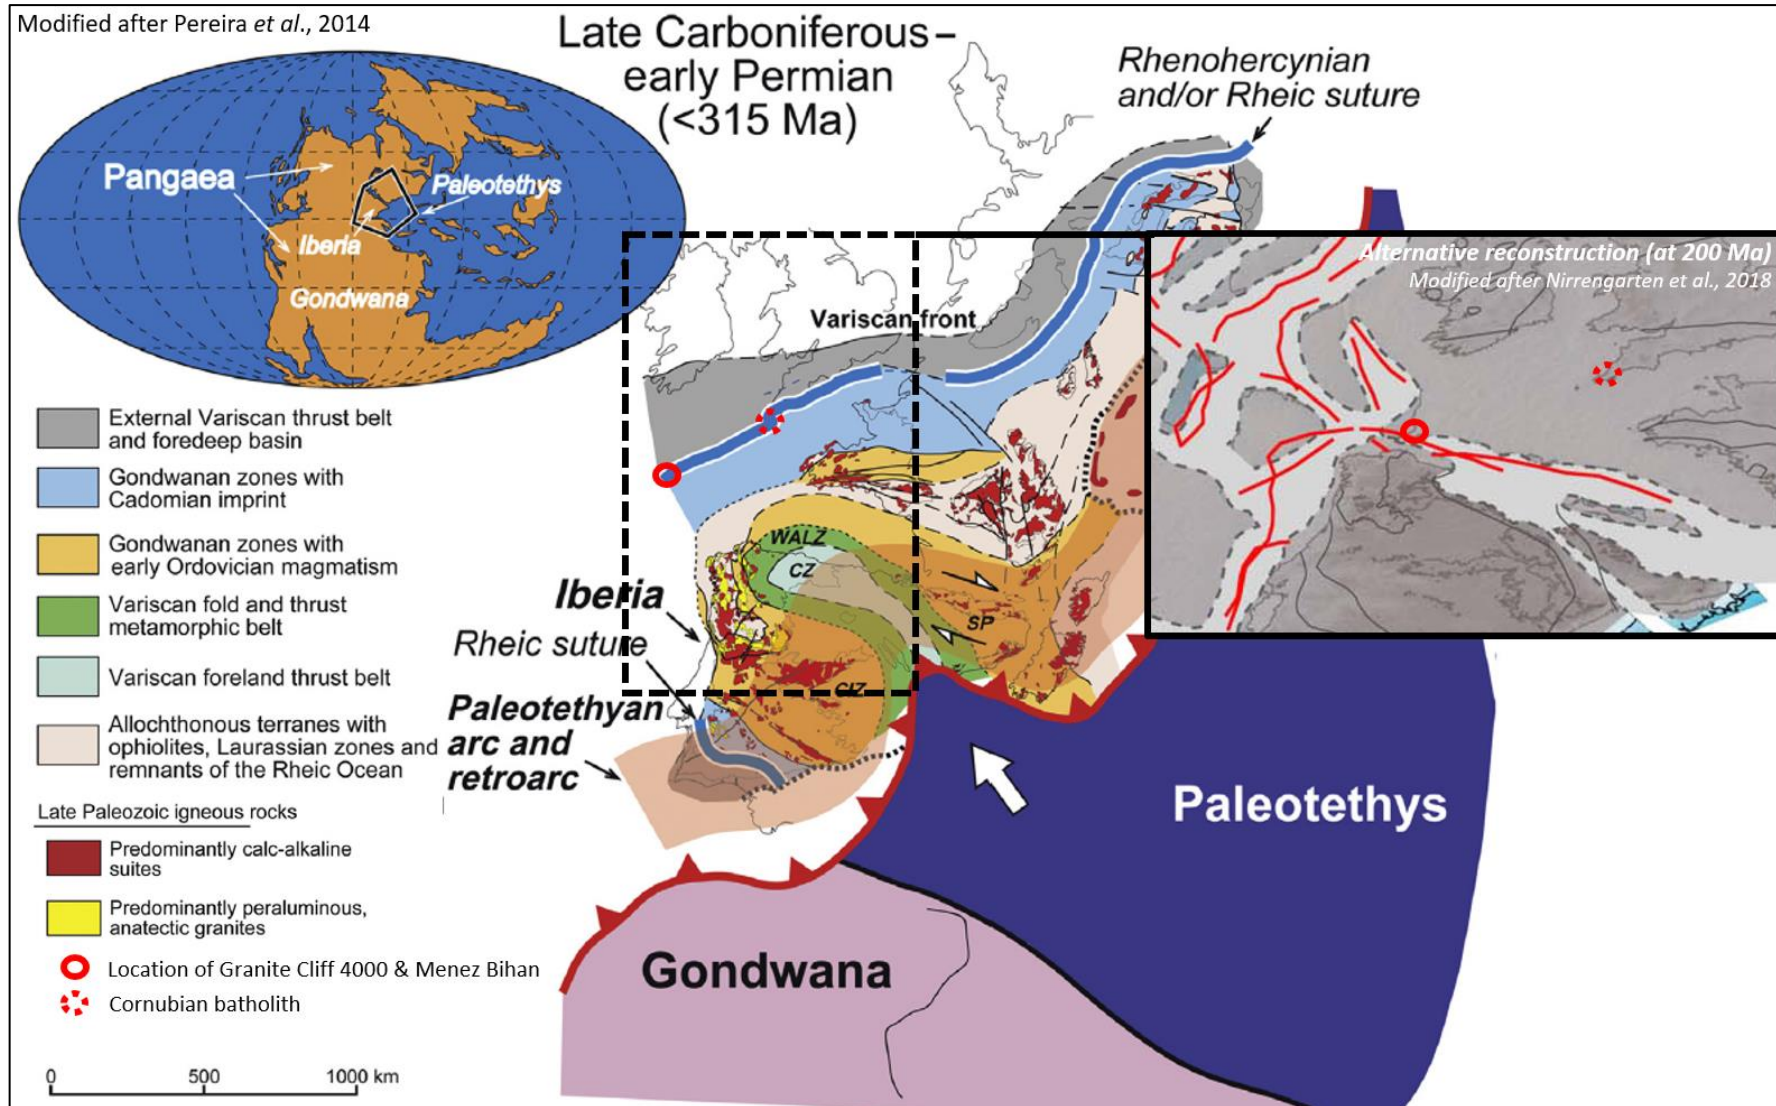 Modified after Pereira et al., 2014
Late Carboniferous–
early Permian
(<315 Ma)
Rhenohercynian
and/or Rheic suture
Pangaea
Paleotethys
Iberia
Gondwana
Alternative reconstruction (at 200 Ma)
Modified after Nirrengarten et al., 2018
Variscan front
External Variscan thrust belt
and foredeep basin
Gondwanan zones with
Cadomian imprint
Gondwanan zones with
early Ordovician magmatism
Variscan fold and thrust
metamorphic belt
Variscan foreland thrust belt
Allochthonous terranes with
ophiolites, Laurassian zones and
remnants of the Rheic Ocean
Late Paleozoic igneous rocks
Predominantly calc-alkaline
suites
Predominantly peraluminous,
anatectic granites
Location of Granite Cliff 4000 & Menez Bihan
Cornubian batholith
0 500 1000 km
WALZ
CZ
Iberia
SP
Rheic suture
CIZ
Paleotethyan
arc and
retroarc
Paleotethys
Gondwana